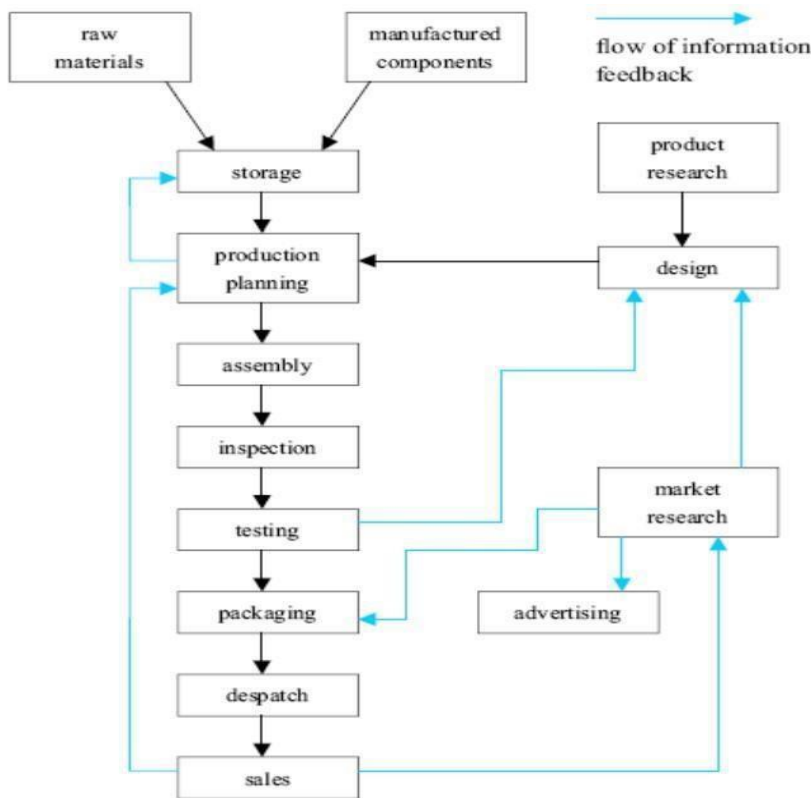 raw
materials
manufactured
components
flow of information
feedback
storage
product
research
production
planning
design
assembly
inspection
testing
market
research
packaging
advertising
despatch
sales